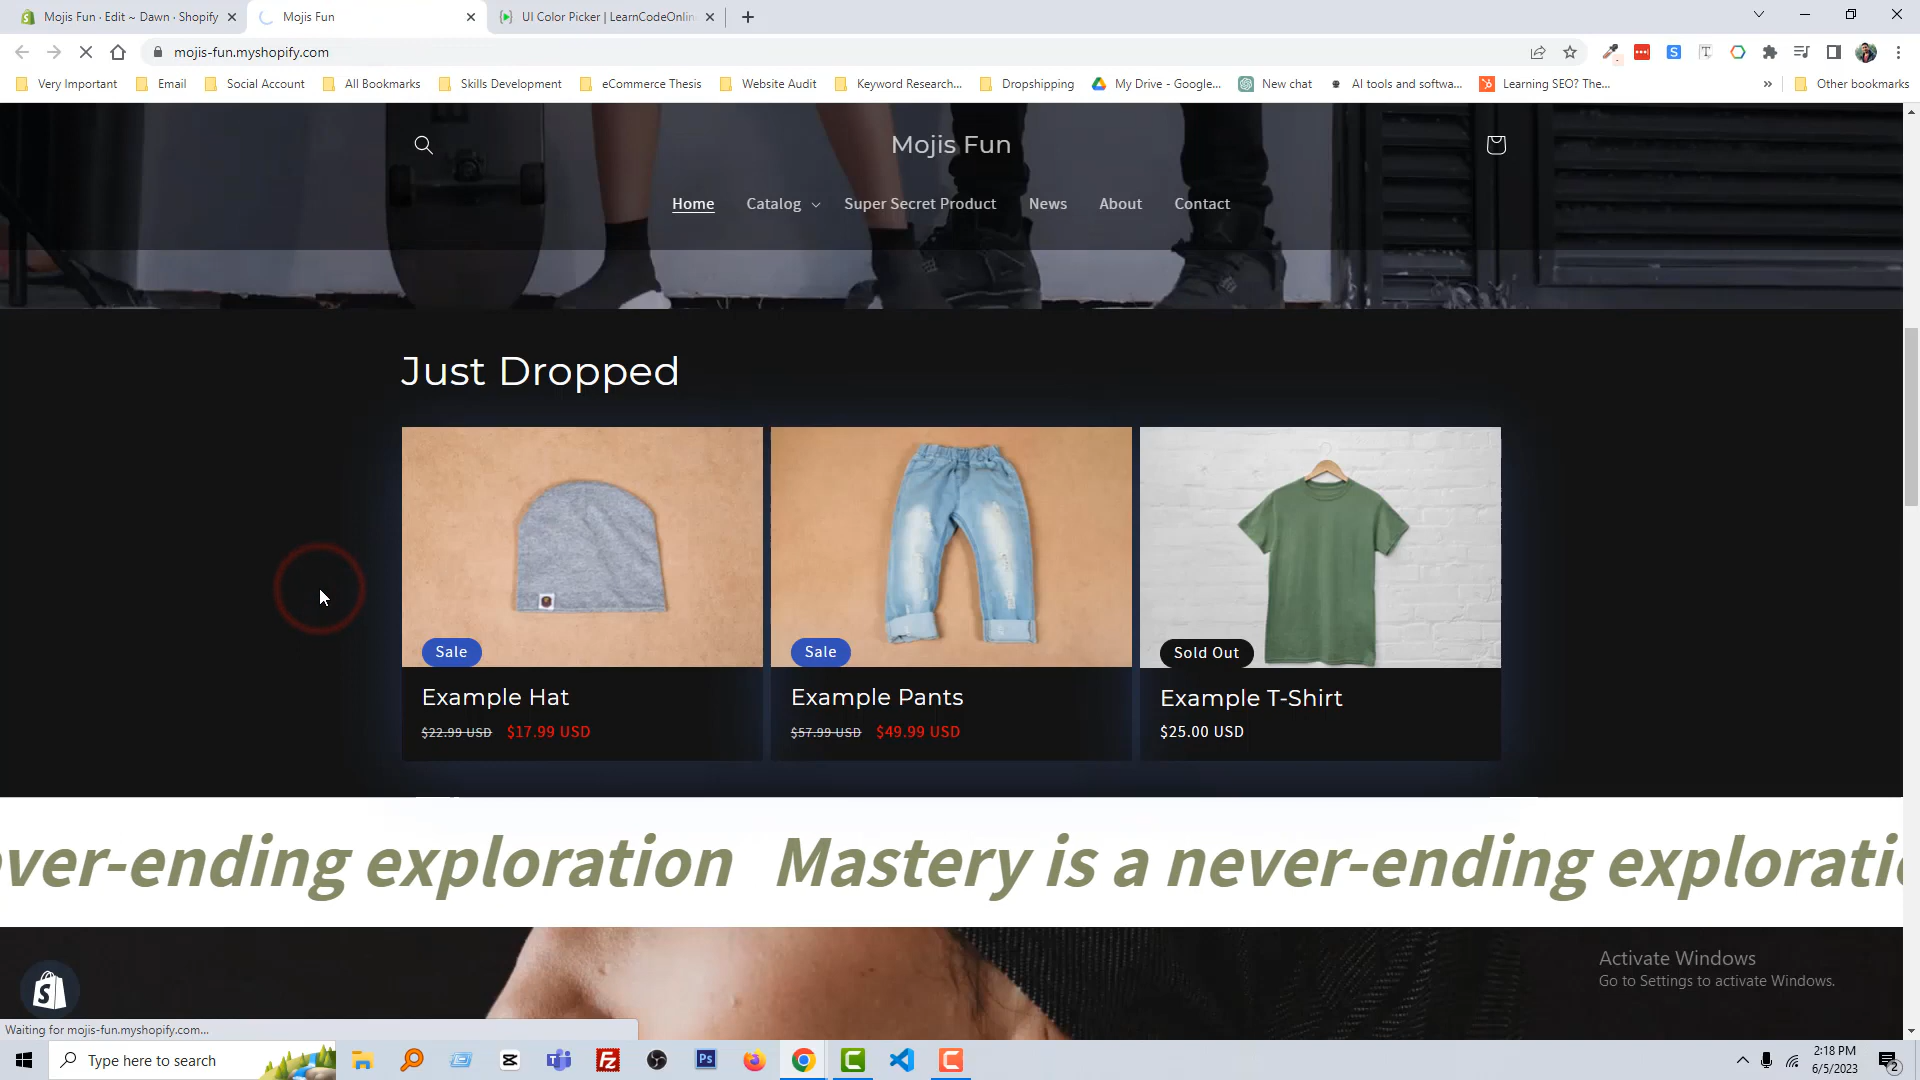 Mojis Fun · Edit ~ Dawn · Shopify
Mojis Fun
UI Color Picker | LearnCodeOnlin
mojis-fun.myshopify.com
Very Important
Email
Social Account
All Bookmarks
Skills Development
eCommerce Thesis
Website Audit
Keyword Research...
Dropshipping
My Drive - Google...
New chat
AI tools and softwa...
Learning SEO? The...
»
Other bookmarks
Mojis Fun
Home
Catalog
Super Secret Product
News
About
Contact
Just Dropped
Sale
Sale
Sold Out
Example Hat
Example Pants
Example T-Shirt
$22.99 USD $17.99 USD
$57.99 USD $49.99 USD
$25.00 USD
ver-ending exploration Mastery is a never-ending explorati
Activate Windows
Go to Settings to activate Windows.
Waiting for mojis-fun.myshopify.com...
Type here to search
2:18 PM
6/5/2023
2